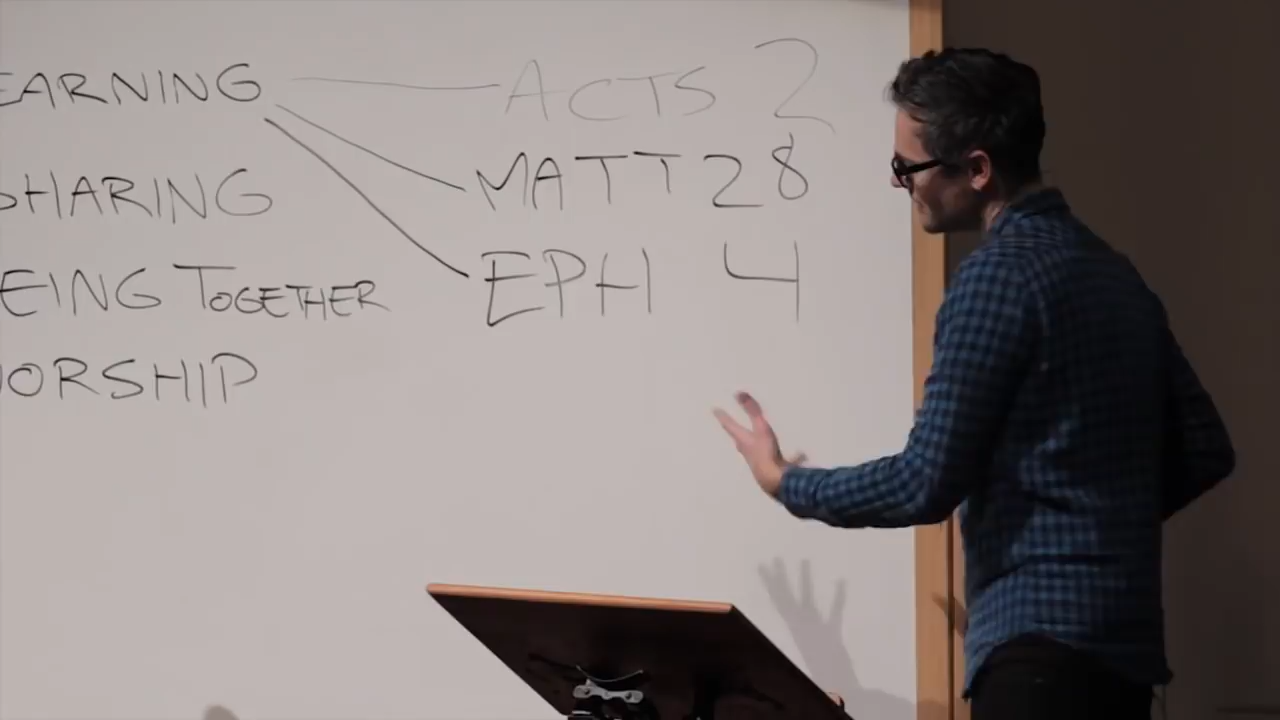 EARNING ACTS 2
SHARING MATT 28
EING TOGETHER EPH 4
ORSHIP